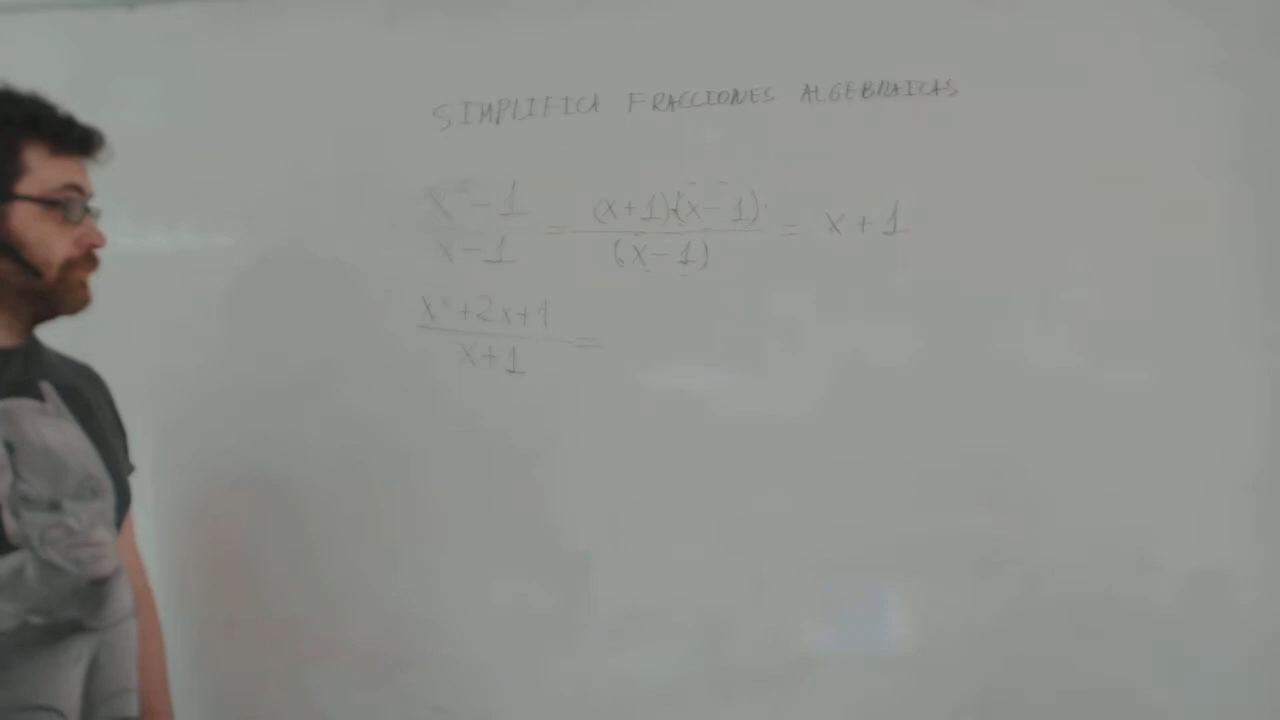 SIMPLIFICA FRACCIONES ALGEBRAICAS
x²-1 / x-1 = (x+1)·(x-1) / (x-1) = x+1
x²+2x+1 / x+1 =